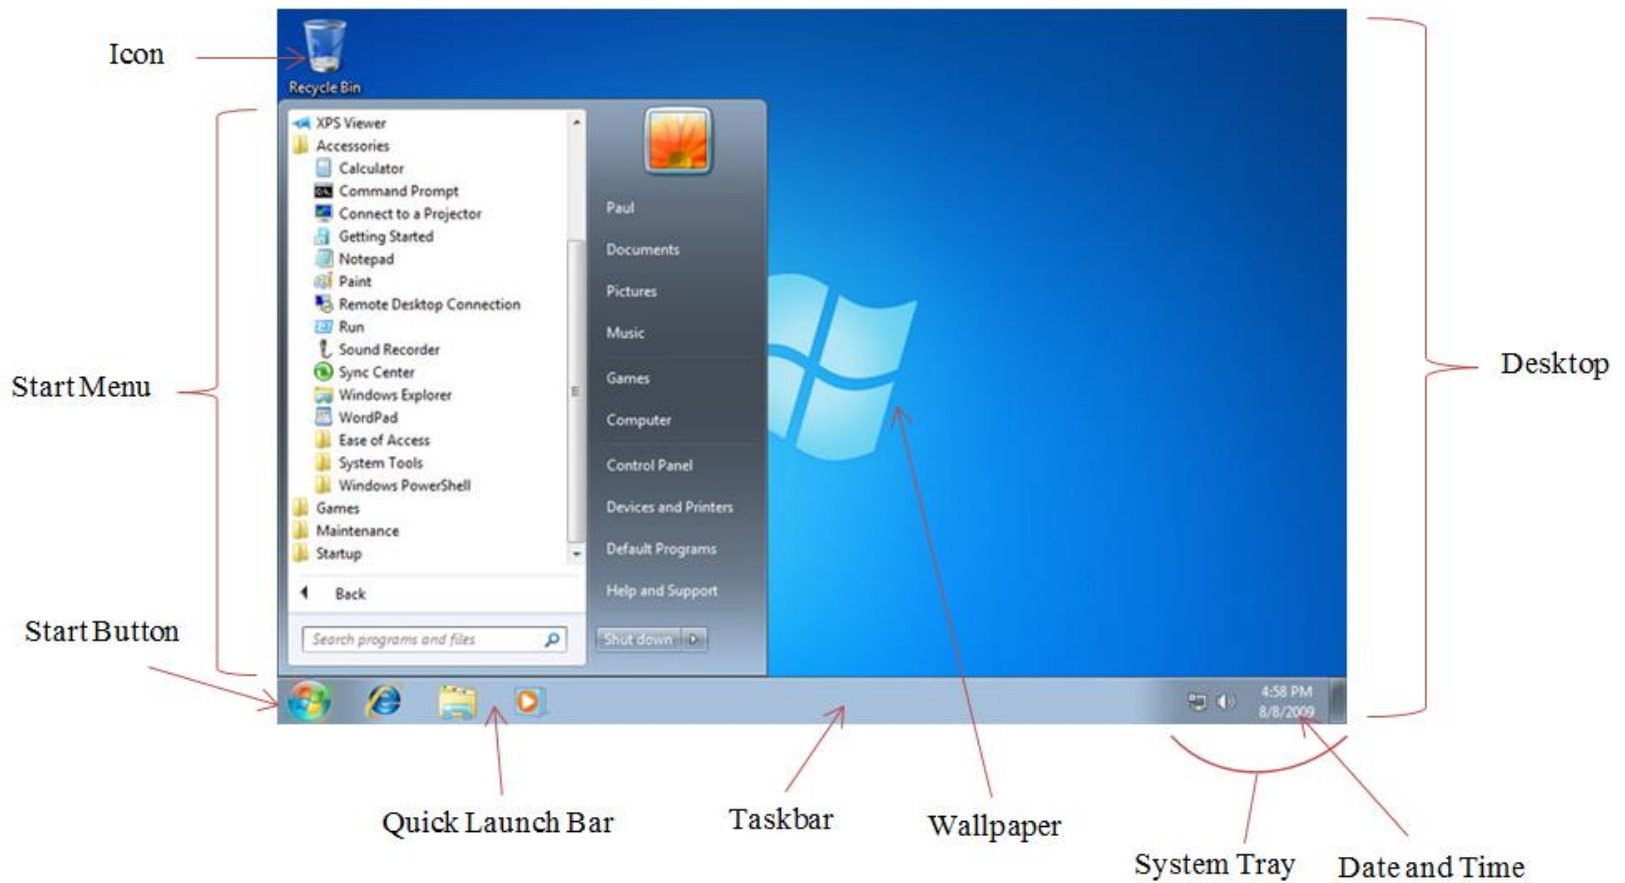 Icon
Recycle Bin
XPS Viewer
Accessories
Calculator
Command Prompt
Connect to a Projector
Getting Started
Notepad
Paint
Remote Desktop Connection
Run
Sound Recorder
Sync Center
Windows Explorer
WordPad
Ease of Access
System Tools
Windows PowerShell
Games
Maintenance
Startup
Back
Search programs and files
Paul
Documents
Pictures
Music
Games
Computer
Control Panel
Devices and Printers
Default Programs
Help and Support
Shut down
Start Menu
Desktop
Start Button
4:58 PM
8/8/2009
Quick Launch Bar
Taskbar
Wallpaper
System Tray
Date and Time